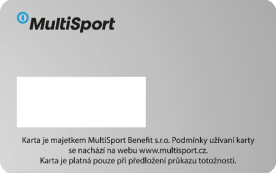 MultiSport
Karta je majetkem MultiSport Benefit s.r.o. Podmínky užívaní karty
se nachází na webu www.multisport.cz.
Karta je platná pouze při předložení průkazu totožnosti.